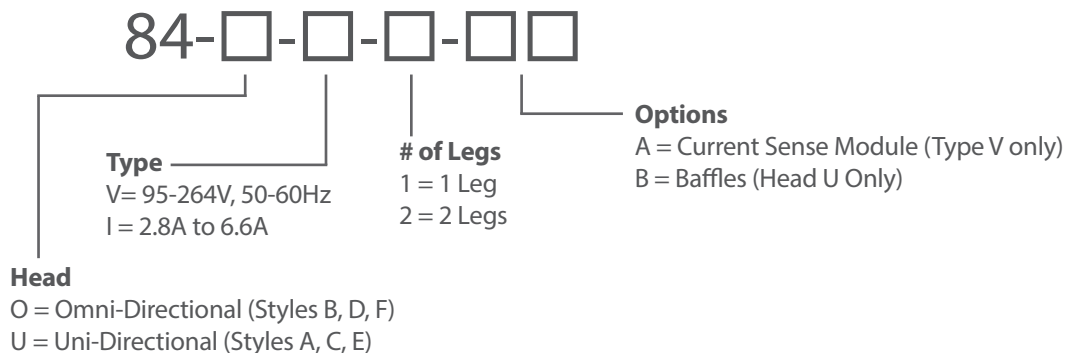 84-□-□-□-□□
Options
A = Current Sense Module (Type V only)
B = Baffles (Head U Only)
# of Legs
1 = 1 Leg
2 = 2 Legs
Type
V= 95-264V, 50-60Hz
I = 2.8A to 6.6A
Head
O = Omni-Directional (Styles B, D, F)
U = Uni-Directional (Styles A, C, E)